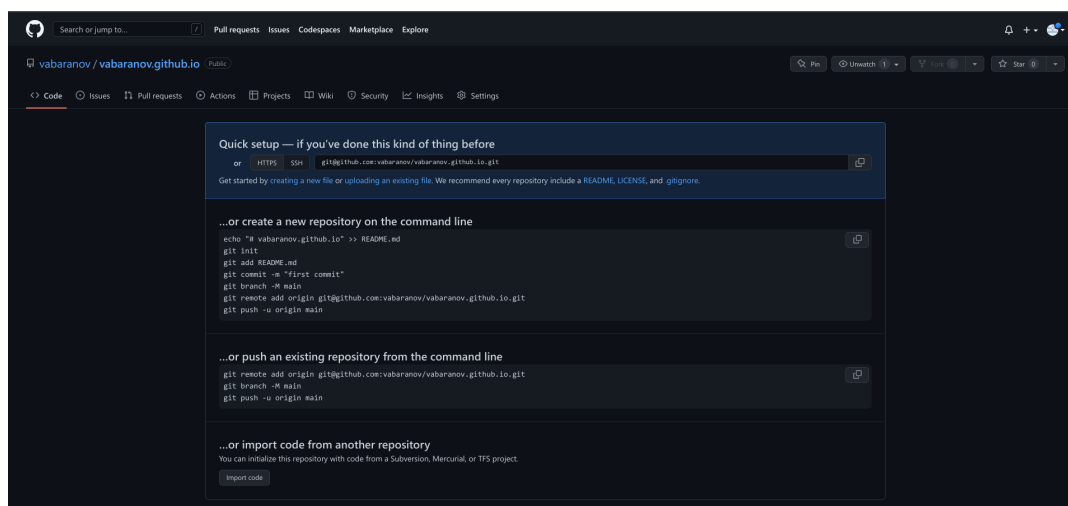 Search or jump to... / Pull requests Issues Codespaces Marketplace Explore
vabaranov / vabaranov.github.io Public Pin Unwatch 1 Fork 0 Star 0
Code Issues Pull requests Actions Projects Wiki Security Insights Settings
Quick setup — if you've done this kind of thing before
or HTTPS SSH git@github.com:vabaranov/vabaranov.github.io.git
Get started by creating a new file or uploading an existing file. We recommend every repository include a README, LICENSE, and .gitignore.
...or create a new repository on the command line
echo "# vabaranov.github.io" >> README.md
git init
git add README.md
git commit -m "first commit"
git branch -M main
git remote add origin git@github.com:vabaranov/vabaranov.github.io.git
git push -u origin main
...or push an existing repository from the command line
git remote add origin git@github.com:vabaranov/vabaranov.github.io.git
git branch -M main
git push -u origin main
...or import code from another repository
You can initialize this repository with code from a Subversion, Mercurial, or TFS project.
Import code